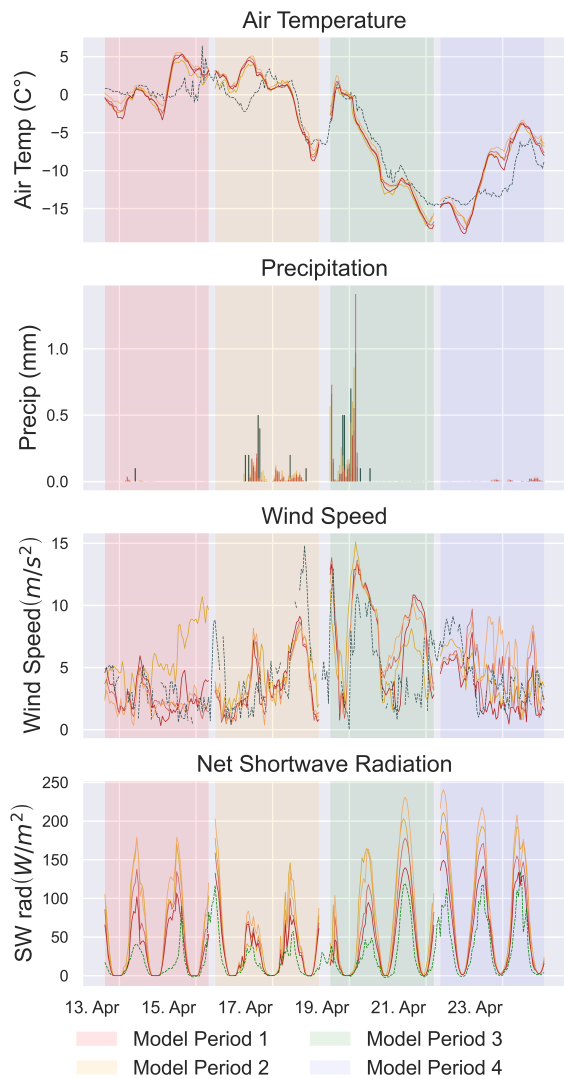 Air Temperature
Air Temp (C°)
5
0
−5
−10
−15
Precipitation
Precip (mm)
1.0
0.5
0.0
Wind Speed
Wind Speed(m/s²)
15
10
5
0
Net Shortwave Radiation
SW rad(W/m²)
250
200
150
100
50
0
13. Apr 15. Apr 17. Apr 19. Apr 21. Apr 23. Apr
Model Period 1 Model Period 3
Model Period 2 Model Period 4